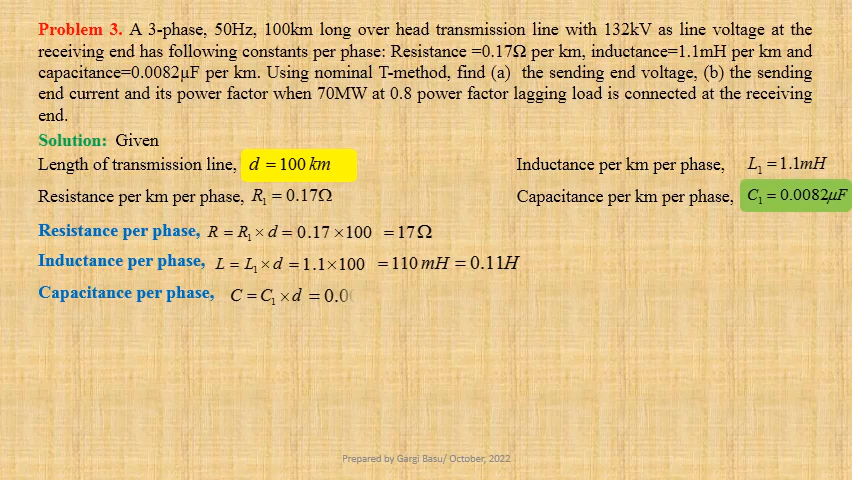 Problem 3. A 3-phase, 50Hz, 100km long over head transmission line with 132kV as line voltage at the
receiving end has following constants per phase: Resistance =0.17Ω per km, inductance=1.1mH per km and
capacitance=0.0082µF per km. Using nominal T-method, find (a) the sending end voltage, (b) the sending
end current and its power factor when 70MW at 0.8 power factor lagging load is connected at the receiving
end.
Solution: Given
Length of transmission line, d = 100 km Inductance per km per phase, L₁ = 1.1mH
Resistance per km per phase, R₁ = 0.17Ω Capacitance per km per phase, C₁ = 0.0082µF
Resistance per phase, R = R₁ × d = 0.17 × 100 = 17 Ω
Inductance per phase, L = L₁ × d = 1.1 × 100 = 110 mH = 0.11H
Capacitance per phase, C = C₁ × d = 0.0
Prepared by Gargi Basu/ October, 2022